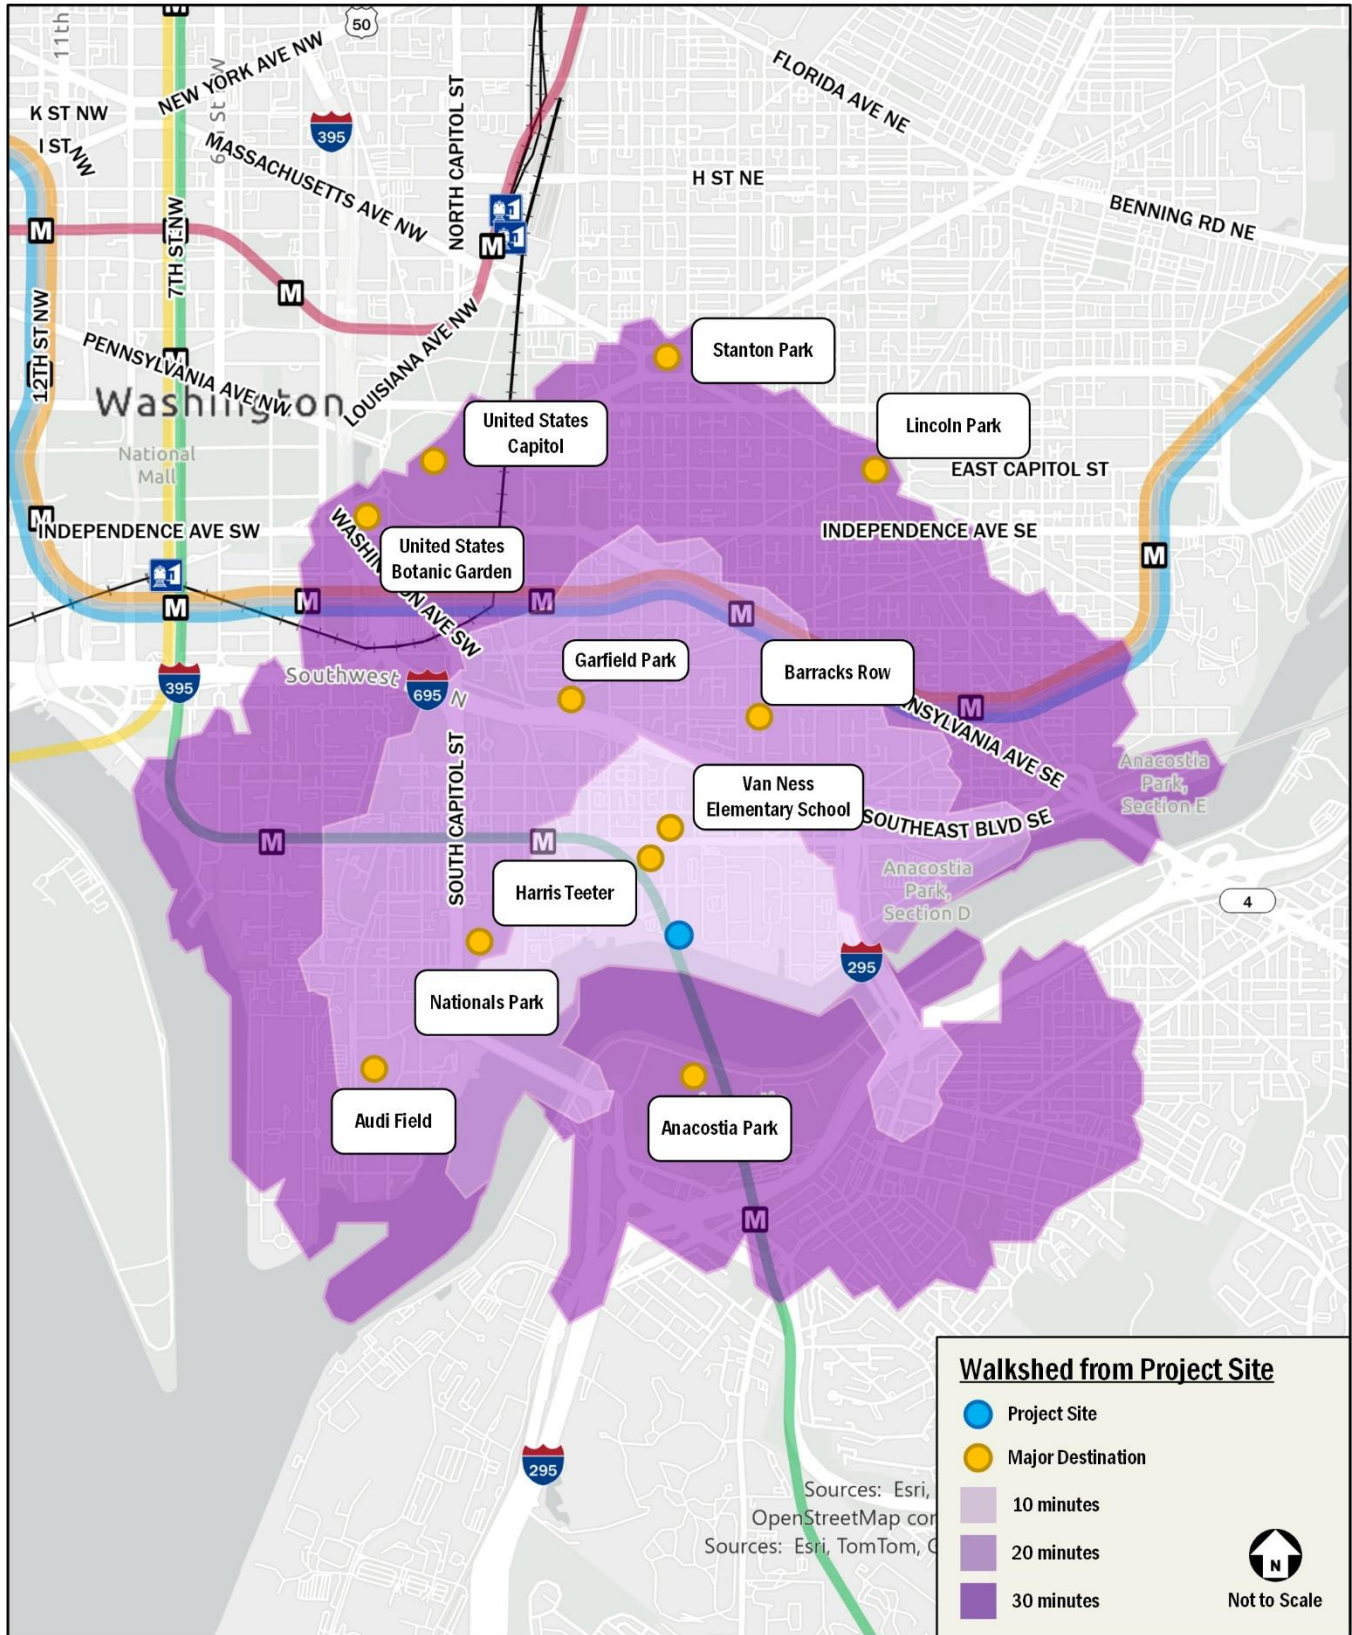 11th
50
NEW YORK AVE NW
FLORIDA AVE NE
K ST NW
395
I ST NW
MASSACHUSETTS AVE NW
NORTH CAPITOL ST
H ST NE
BENNING RD NE
M
M
M
7TH ST NW
12TH ST NW
PENNSYLVANIA AVE NW
LOUISIANA AVE NW
Washington
National
Mall
Stanton Park
United States
Capitol
Lincoln Park
EAST CAPITOL ST
M
INDEPENDENCE AVE SW
INDEPENDENCE AVE SE
WASHINGTON AVE SW
United States
Botanic Garden
M
M
M
M
M
M
Garfield Park
Barracks Row
Southwest
395
695
N
M
PENNSYLVANIA AVE SE
Anacostia
Park,
Section E
SOUTH CAPITOL ST
Van Ness
Elementary School
SOUTHEAST BLVD SE
M
M
Anacostia
Park,
Section D
Harris Teeter
4
295
Nationals Park
Audi Field
Anacostia Park
M
295
Walkshed from Project Site
Project Site
Major Destination
10 minutes
20 minutes
30 minutes
N
Not to Scale
Sources: Esri,
OpenStreetMap
Sources: Esri, TomTom,